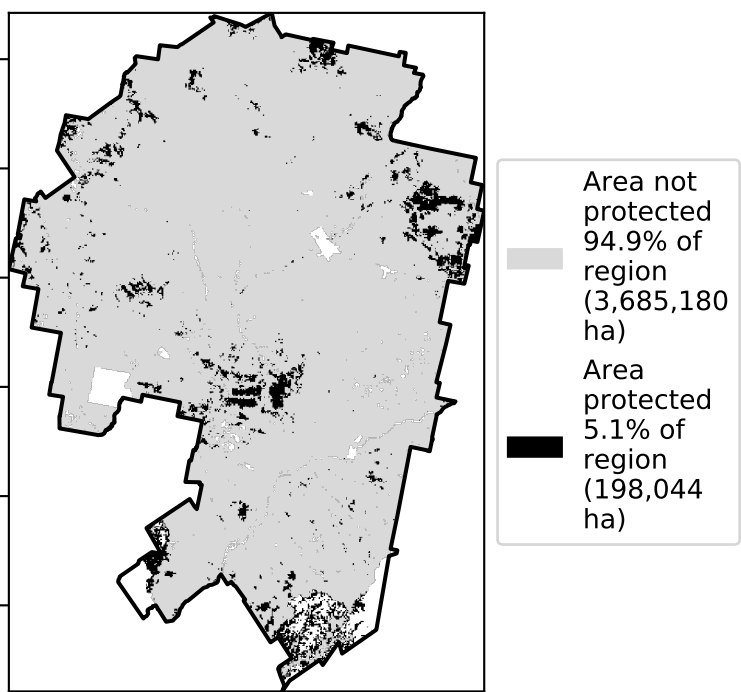 Area not
protected
94.9% of
region
(3,685,180
ha)
Area
protected
5.1% of
region
(198,044
ha)